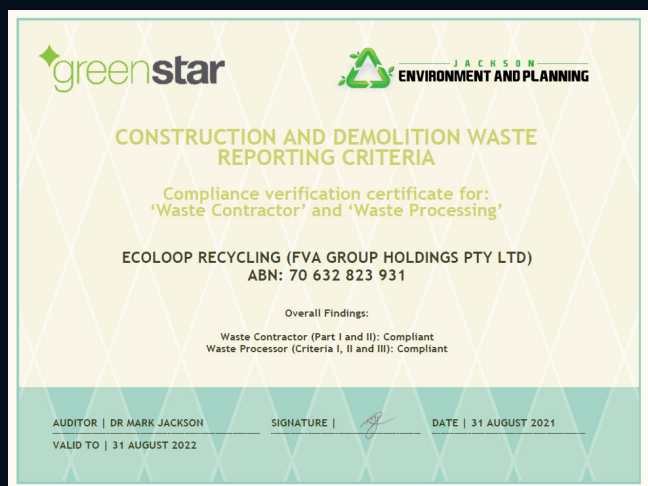 greenstar
JACKSON
ENVIRONMENT AND PLANNING
CONSTRUCTION AND DEMOLITION WASTE
REPORTING CRITERIA
Compliance verification certificate for:
‘Waste Contractor’ and ‘Waste Processing’
ECOLOOP RECYCLING (FVA GROUP HOLDINGS PTY LTD)
ABN: 70 632 823 931
Overall Findings:
Waste Contractor (Part I and II): Compliant
Waste Processor (Criteria I, II and III): Compliant
AUDITOR | DR MARK JACKSON SIGNATURE | DATE | 31 AUGUST 2021
VALID TO | 31 AUGUST 2022